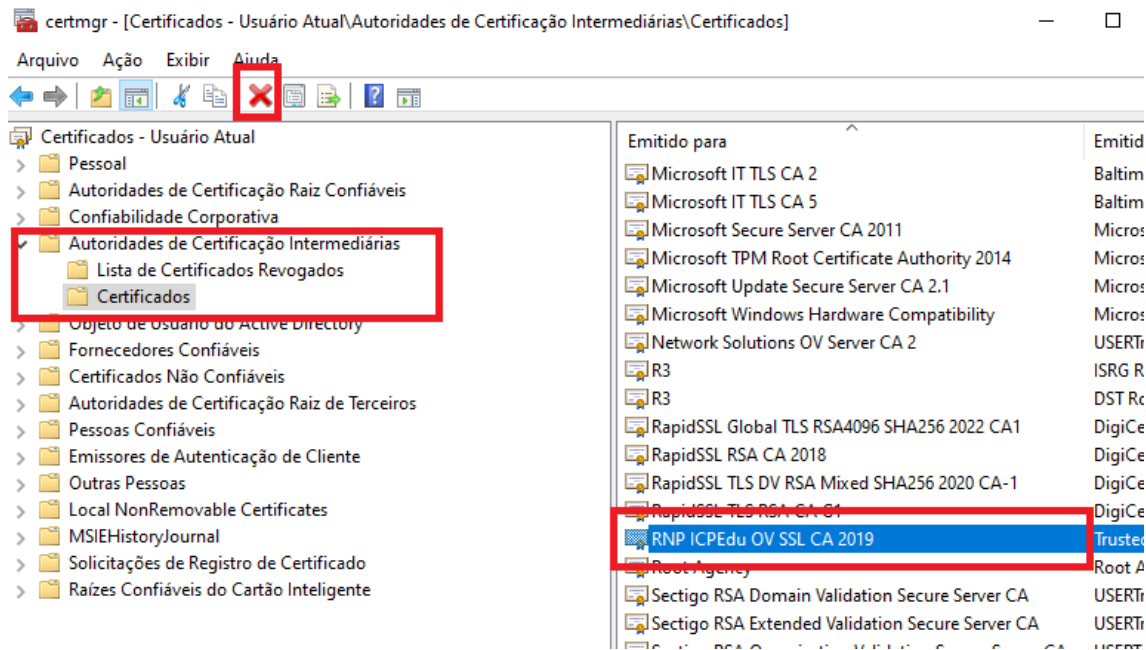 certmgr - [Certificados - Usuário Atual\Autoridades de Certificação Intermediárias\Certificados]
Arquivo Ação Exibir Ajuda
Certificados - Usuário Atual
Pessoal
Autoridades de Certificação Raiz Confiáveis
Confiabilidade Corporativa
Autoridades de Certificação Intermediárias
Lista de Certificados Revogados
Certificados
Objeto de Usuário do Active Directory
Fornecedores Confiáveis
Certificados Não Confiáveis
Autoridades de Certificação Raiz de Terceiros
Pessoas Confiáveis
Emissores de Autenticação de Cliente
Outras Pessoas
Local NonRemovable Certificates
MSIEHistoryJournal
Solicitações de Registro de Certificado
Raízes Confiáveis do Cartão Inteligente
Emitido para Emitid
Microsoft IT TLS CA 2 Baltim
Microsoft IT TLS CA 5 Baltim
Microsoft Secure Server CA 2011 Micros
Microsoft TPM Root Certificate Authority 2014 Micros
Microsoft Update Secure Server CA 2.1 Micros
Microsoft Windows Hardware Compatibility Micros
Network Solutions OV Server CA 2 USERTr
R3 ISRG R
R3 DST Ro
RapidSSL Global TLS RSA4096 SHA256 2022 CA1 DigiCe
RapidSSL RSA CA 2018 DigiCe
RapidSSL TLS DV RSA Mixed SHA256 2020 CA-1 DigiCe
RapidSSL TLS RSA CA G1 DigiCe
RNP ICPEdu OV SSL CA 2019 Trusted
Root Agency Root A
Sectigo RSA Domain Validation Secure Server CA USERTr
Sectigo RSA Extended Validation Secure Server CA USERTr